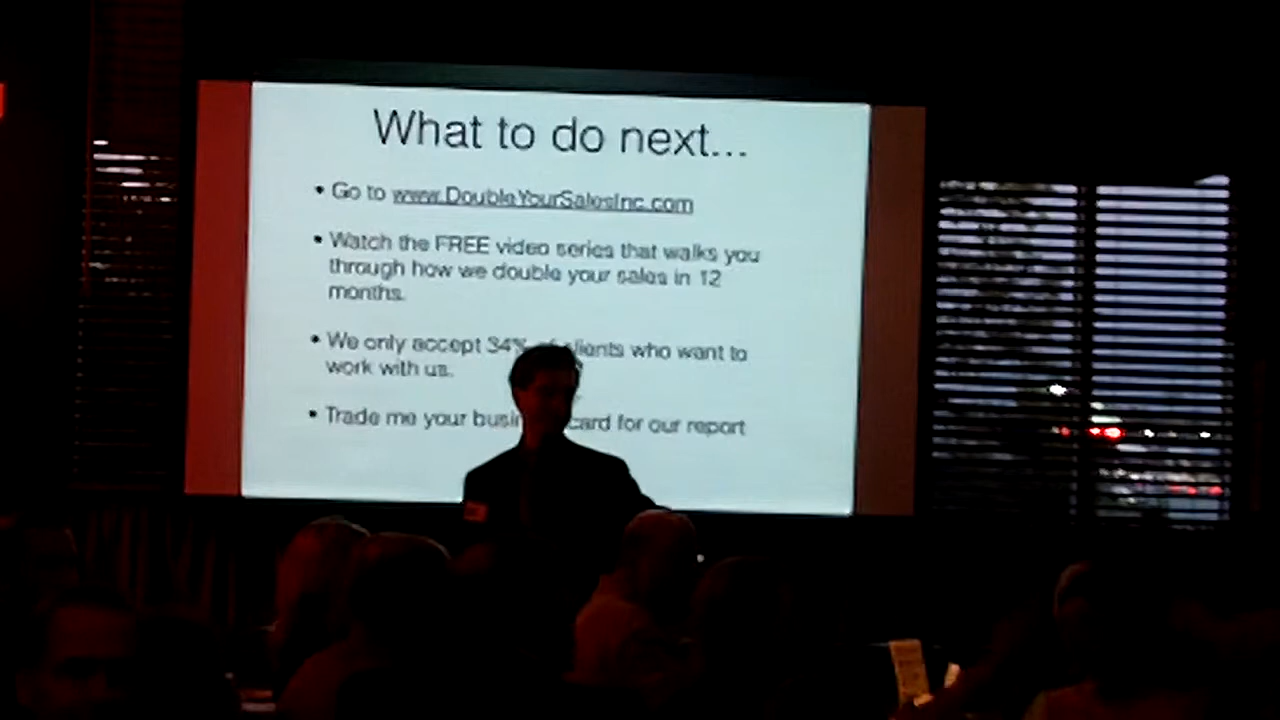 What to do next...
• Go to www.DoubleYourSalesInc.com
• Watch the FREE video series that walks you
through how we double your sales in 12
months.
• We only accept 34% of clients who want to
work with us.
• Trade me your business card for our report